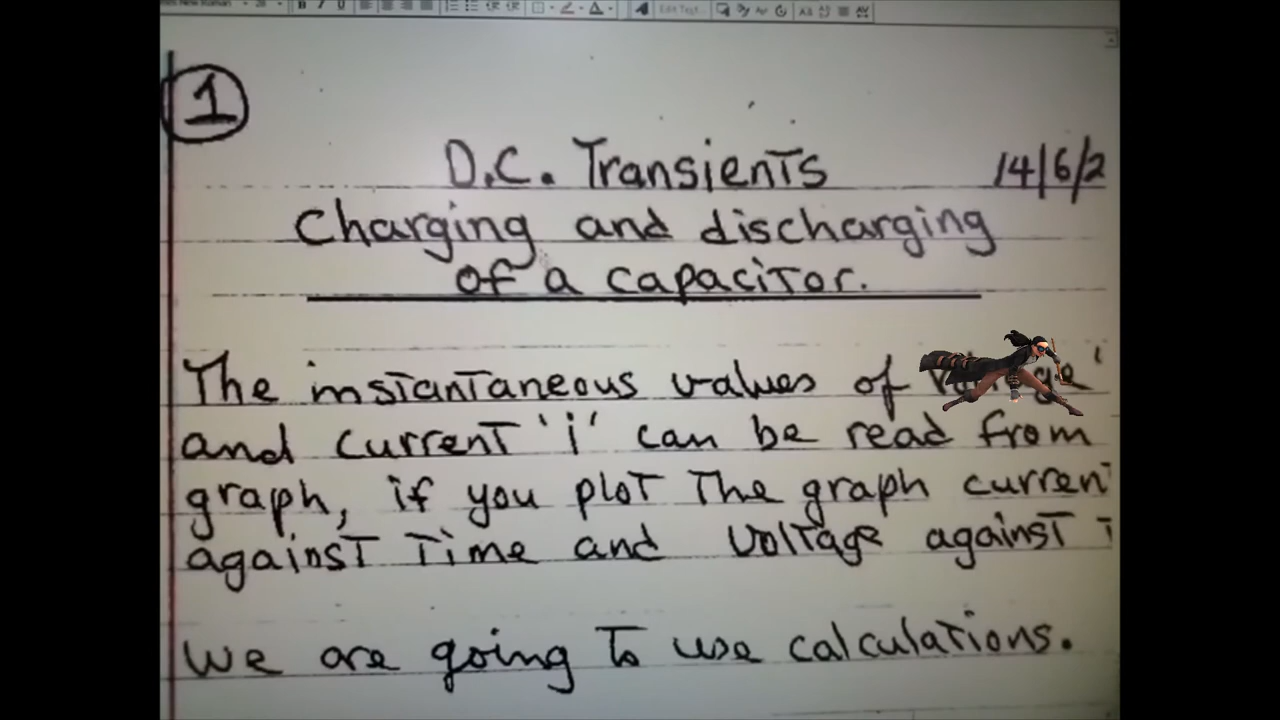 1
D.C. Transients 14/6/2
Charging and discharging
of a capacitor.
The instantaneous values of
and current 'i' can be read from
graph, if you plot the graph curren
against time and voltage against
we are going to use calculations.